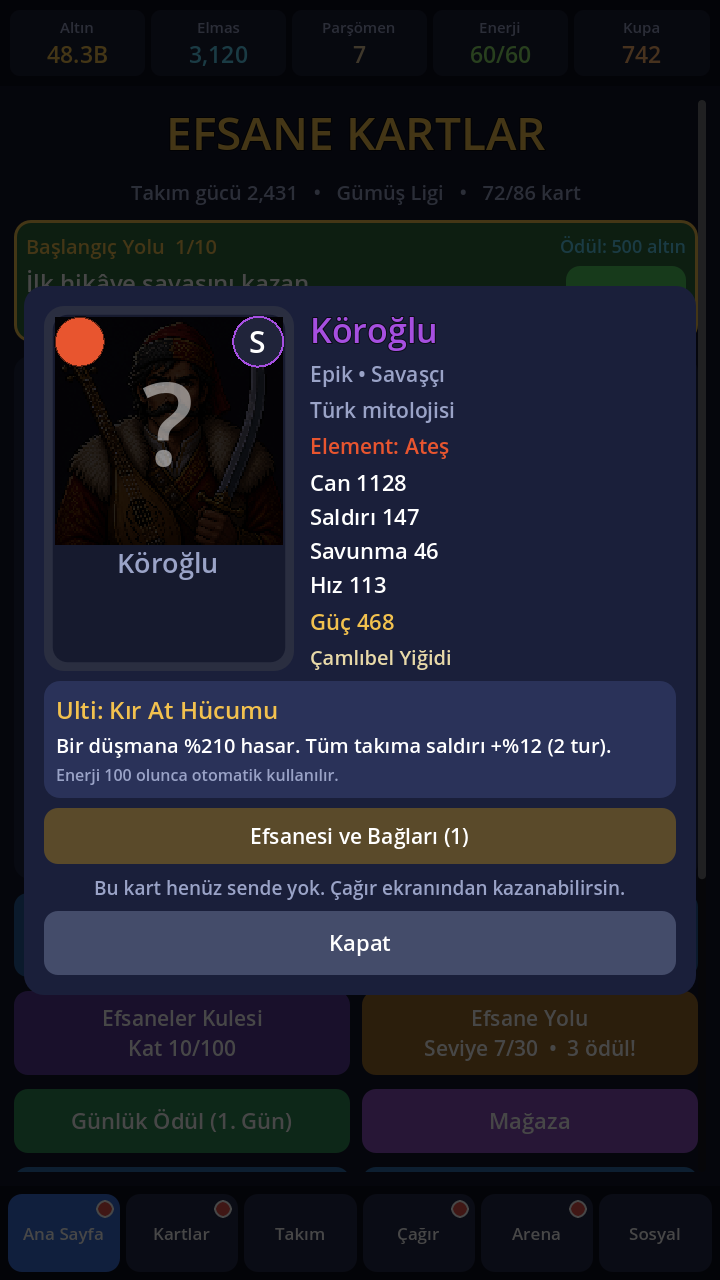 Altın
Elmas
Parşömen
Enerji
Kupa
48.3B
3,120
7
60/60
742
EFSANE KARTLAR
Takım gücü 2,431 • Gümüş Ligi • 72/86 kart
Başlangıç Yolu 1/10
Ödül: 500 altın
İlk hikâye savaşını kazan
S
?
Köroğlu
Köroğlu
Epik • Savaşçı
Türk mitolojisi
Element: Ateş
Can 1128
Saldırı 147
Savunma 46
Hız 113
Güç 468
Çamlıbel Yiğidi
Ulti: Kır At Hücumu
Bir düşmana %210 hasar. Tüm takıma saldırı +%12 (2 tur).
Enerji 100 olunca otomatik kullanılır.
Efsanesi ve Bağları (1)
Bu kart henüz sende yok. Çağır ekranından kazanabilirsin.
Kapat
Efsaneler Kulesi
Kat 10/100
Efsane Yolu
Seviye 7/30 • 3 ödül!
Günlük Ödül (1. Gün)
Mağaza
Ana Sayfa
Kartlar
Takım
Çağır
Arena
Sosyal